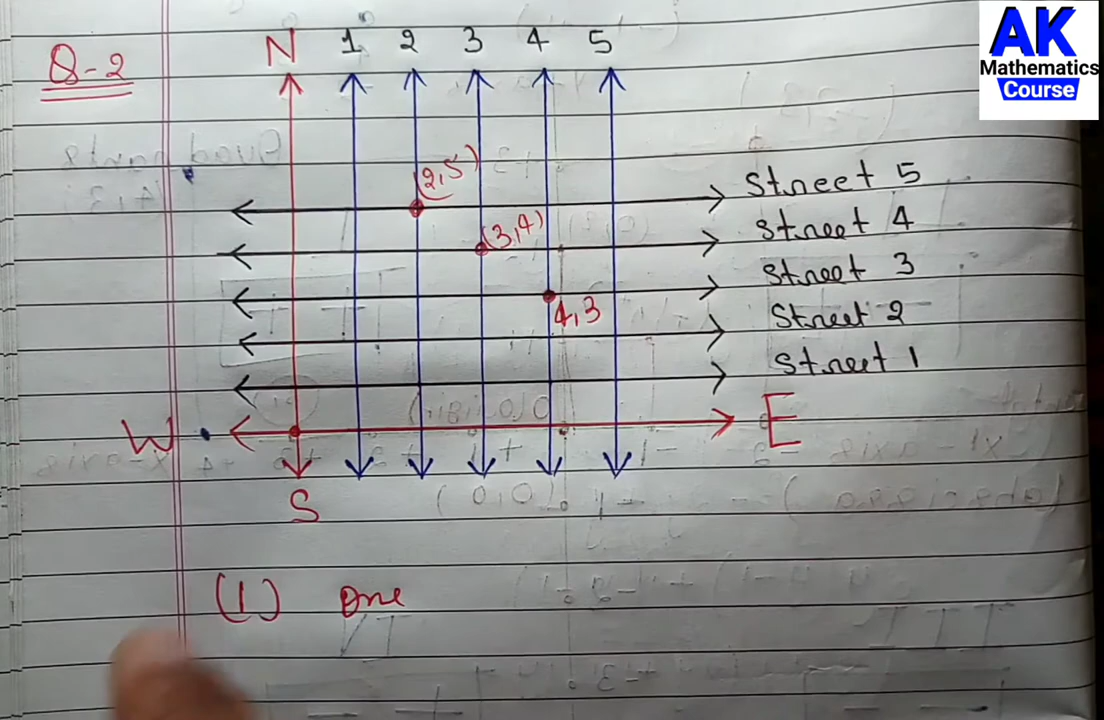 AK
Mathematics
Course
Q-2
N 1 2 3 4 5
(2,5)
Street 5
(3,4)
Street 4
Street 3
4,3
Street 2
Street 1
W
E
S
(1) One